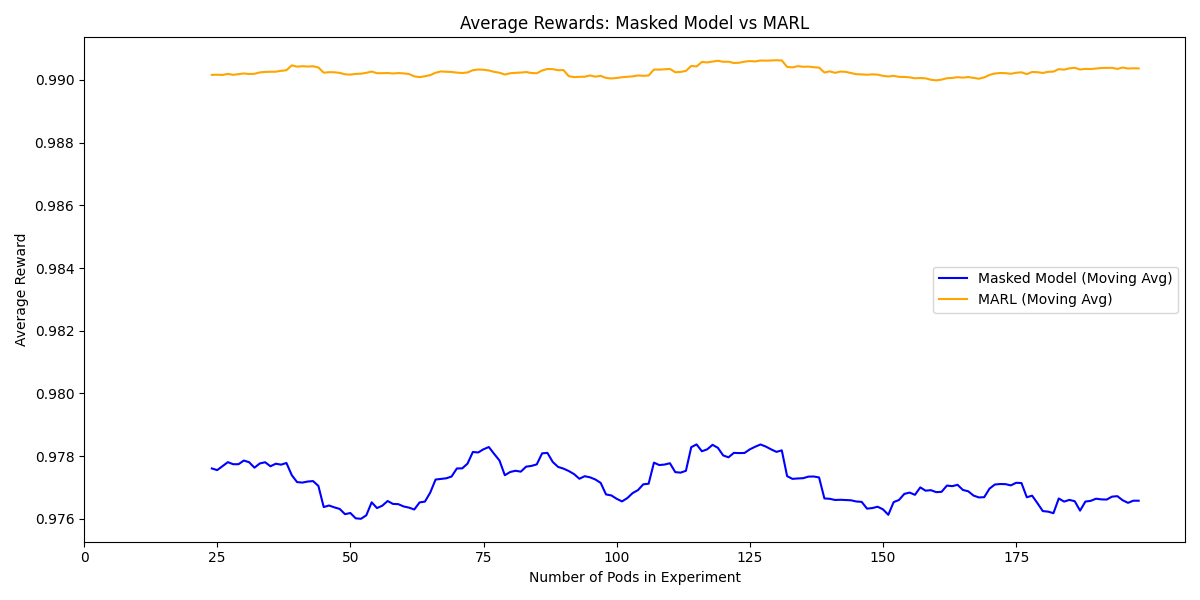 Average Rewards: Masked Model vs MARL
Average Reward
0.990
0.988
0.986
0.984
0.982
0.980
0.978
0.976
Masked Model (Moving Avg)
MARL (Moving Avg)
0 25 50 75 100 125 150 175
Number of Pods in Experiment